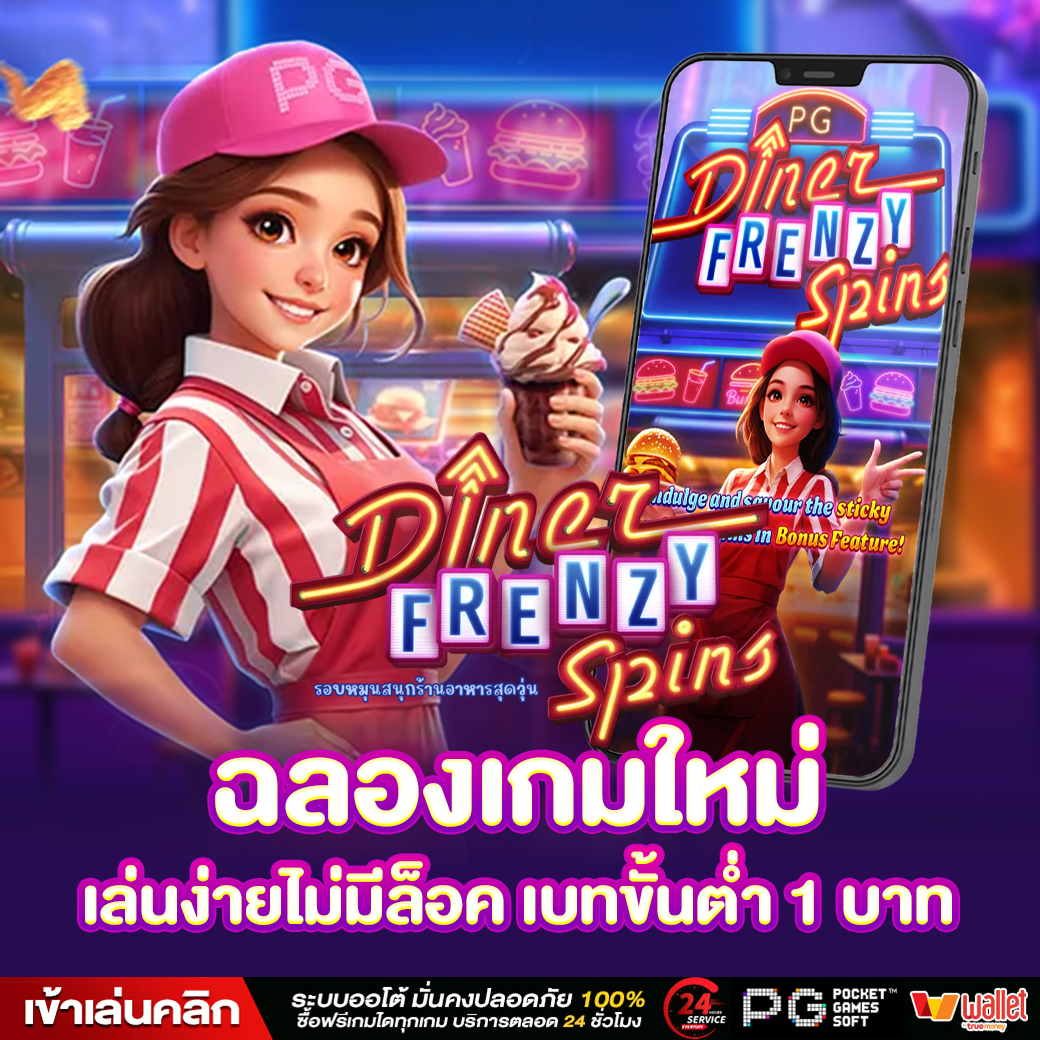 PG
PG
Diner
FRENZY
Spins
Indulge and savour the sticky
in Bonus Feature!
Diner
FRENZY
Spins
รอบหมุนสนุกร้านอาหารสุดวุ่น
ฉลองเกมใหม่
เล่นง่ายไม่มีล็อค เบทขั้นต่ำ 1 บาท
เข้าเล่นคลิก
ระบบออโต้ มั่นคงปลอดภัย 100%
ซื้อฟรีเกมได้ทุกเกม บริการตลอด 24 ชั่วโมง
24 HOURS
SERVICE
EVERYDAY
PG
POCKET™
GAMES
SOFT
wallet
by truemoney